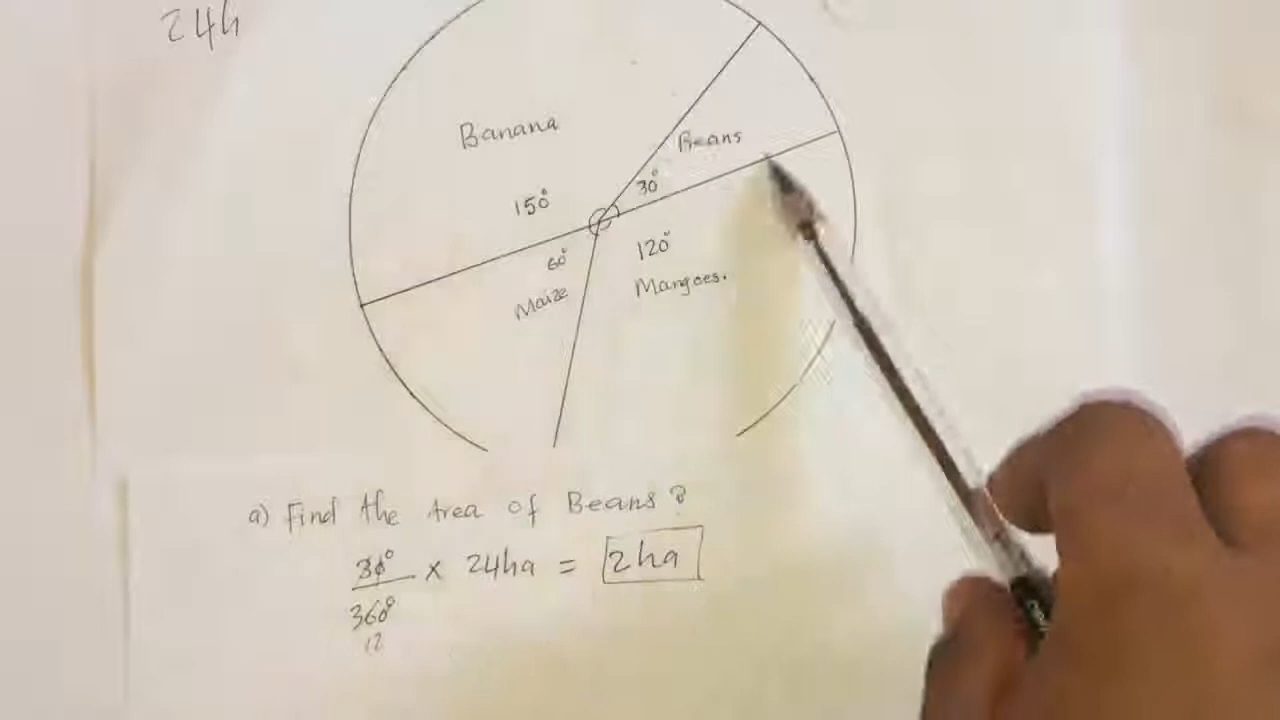 24h
Banana
Beans
30°
150°
120°
60°
Mangoes.
Maize
a) Find the Area of Beans?
30° × 24ha = 2ha
360°
12